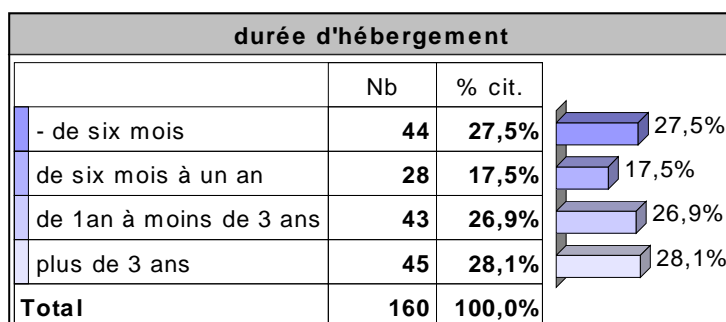 durée d'hébergement
Nb % cit.
- de six mois 44 27,5% 27,5%
de six mois à un an 28 17,5% 17,5%
de 1an à moins de 3 ans 43 26,9% 26,9%
plus de 3 ans 45 28,1% 28,1%
Total 160 100,0%